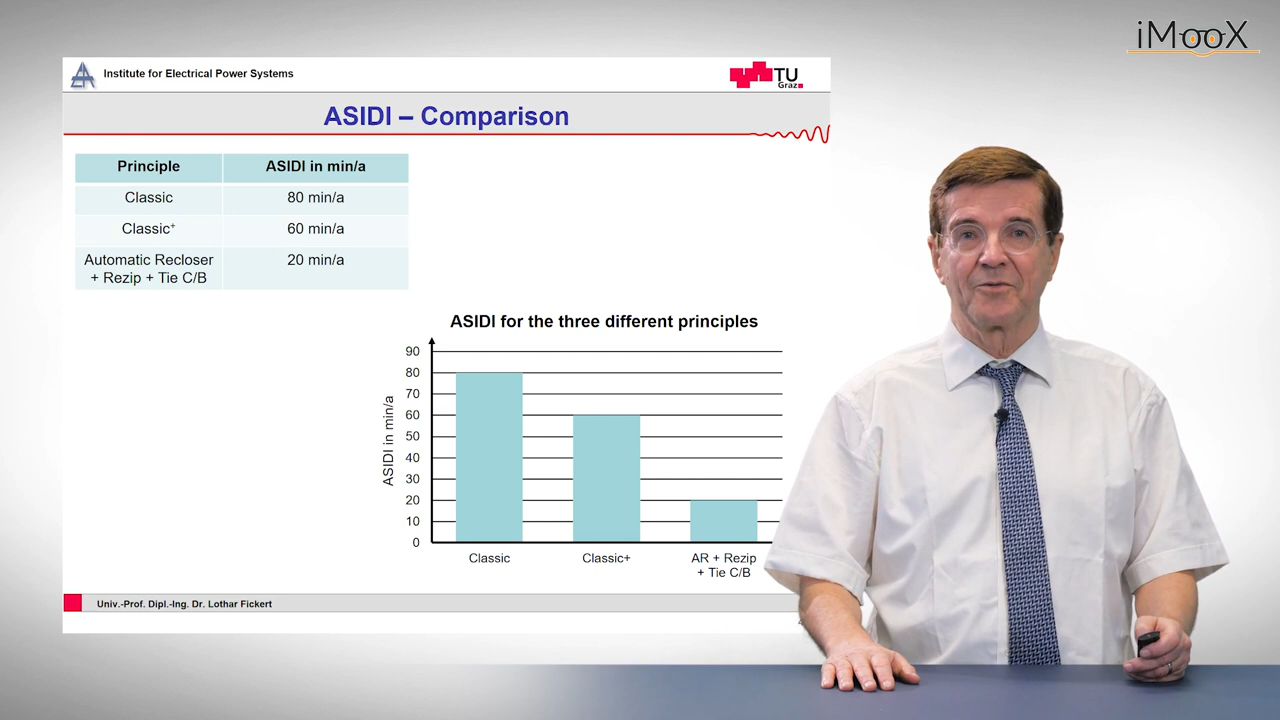 iMooX
Institute for Electrical Power Systems
TU
Graz
ASIDI – Comparison
Principle ASIDI in min/a
Classic 80 min/a
Classic+ 60 min/a
Automatic Recloser 20 min/a
+ Rezip + Tie C/B
ASIDI for the three different principles
ASIDI in min/a
90
80
70
60
50
40
30
20
10
0
Classic Classic+ AR + Rezip
+ Tie C/B
Univ.-Prof. Dipl.-Ing. Dr. Lothar Fickert